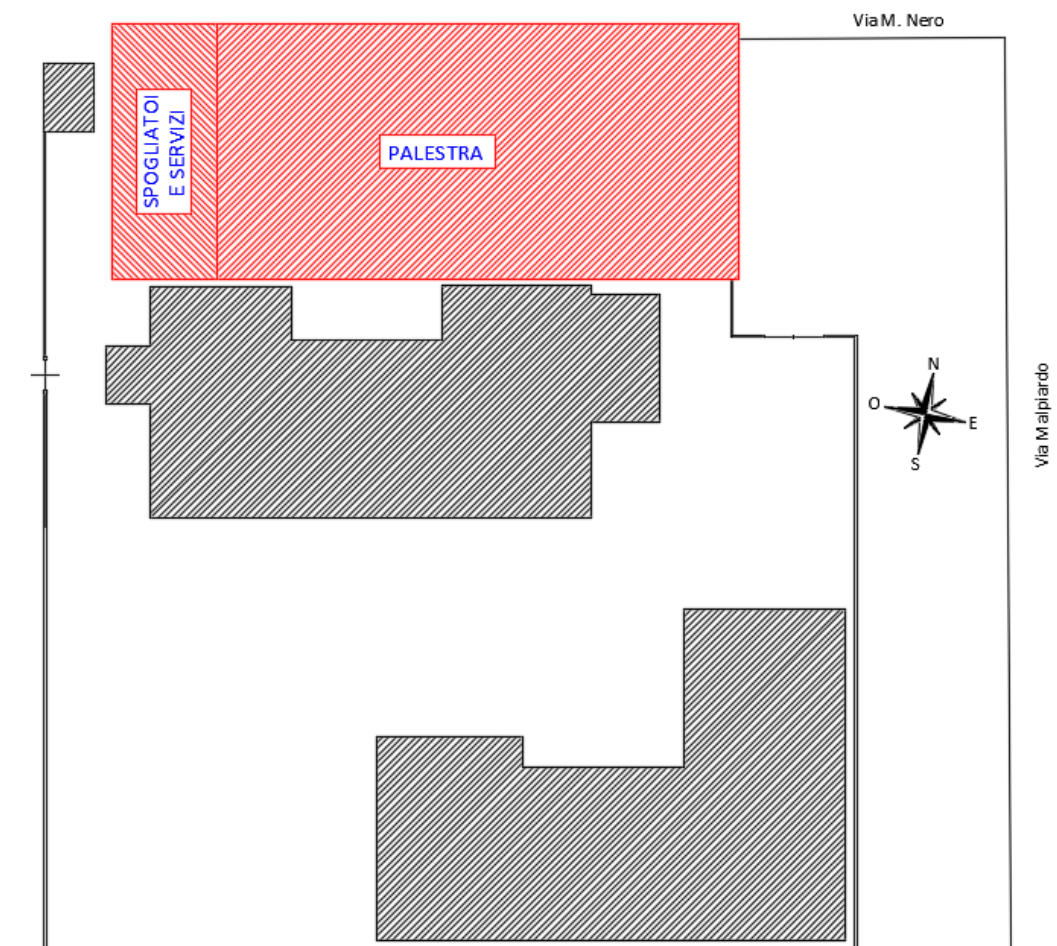 Via M. Nero
SPOGLIATOI
E SERVIZI
PALESTRA
N
O
E
S
Via Malpiardo